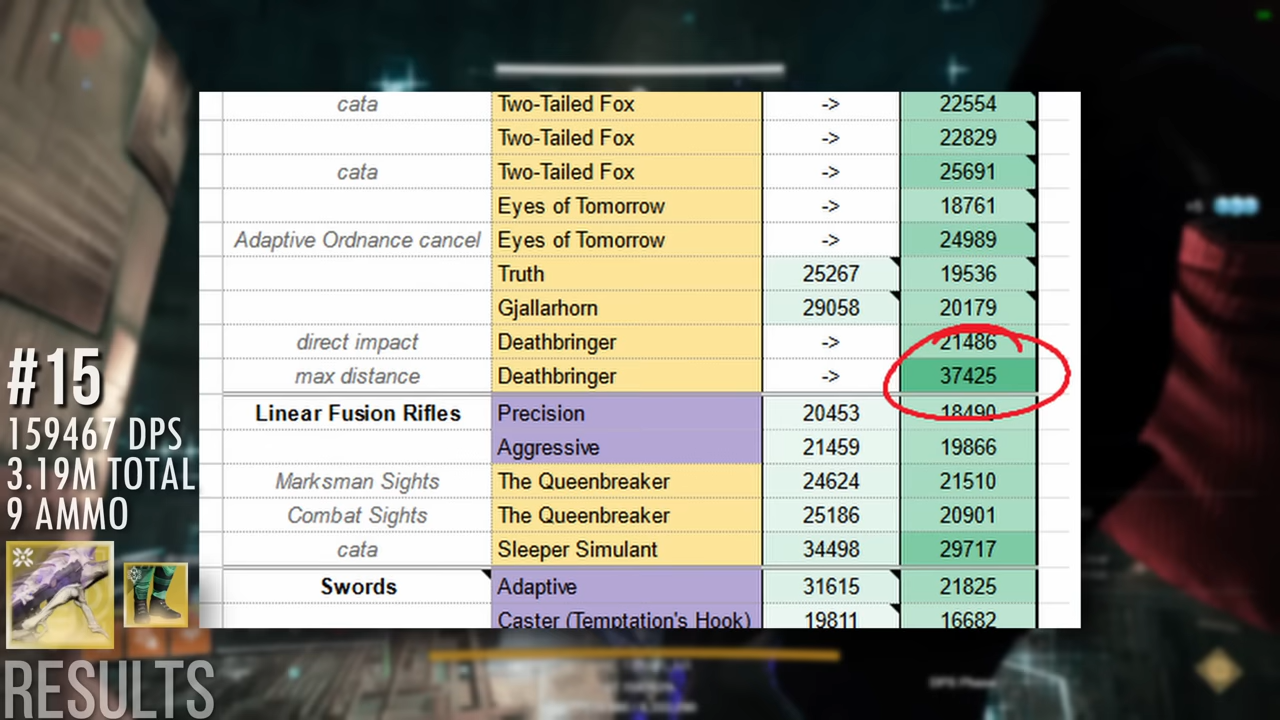 cata Two-Tailed Fox -> 22554
Two-Tailed Fox -> 22829
cata Two-Tailed Fox -> 25691
Eyes of Tomorrow -> 18761
Adaptive Ordnance cancel Eyes of Tomorrow -> 24989
Truth 25267 19536
Gjallarhorn 29058 20179
direct impact Deathbringer -> 21486
max distance Deathbringer -> 37425
Linear Fusion Rifles Precision 20453 18490
Aggressive 21459 19866
Marksman Sights The Queenbreaker 24624 21510
Combat Sights The Queenbreaker 25186 20901
cata Sleeper Simulant 34498 29717
Swords Adaptive 31615 21825
Caster (Temptation's Hook) 19811 16682
#15
159467 DPS
3.19M TOTAL
9 AMMO
RESULTS